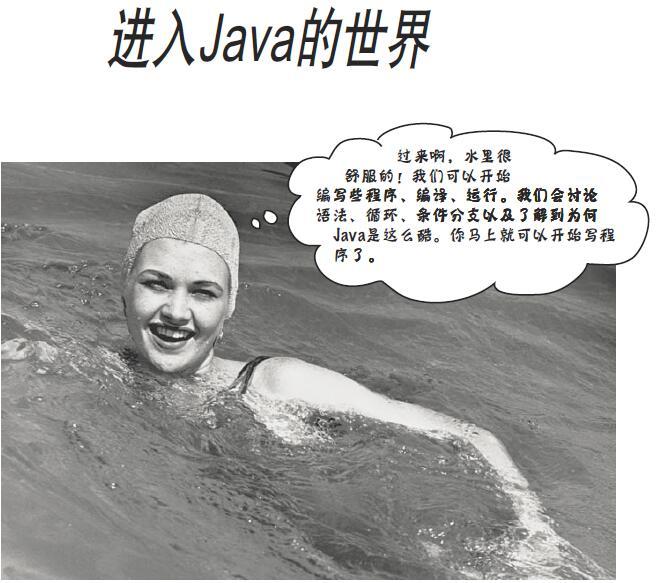 进入Java的世界
过来啊，水里很
舒服的！我们可以开始
编写些程序、编译、运行。我们会讨论
语法、循环、条件分支以及了解到为何
Java是这么酷。你马上就可以开始写程
序了。